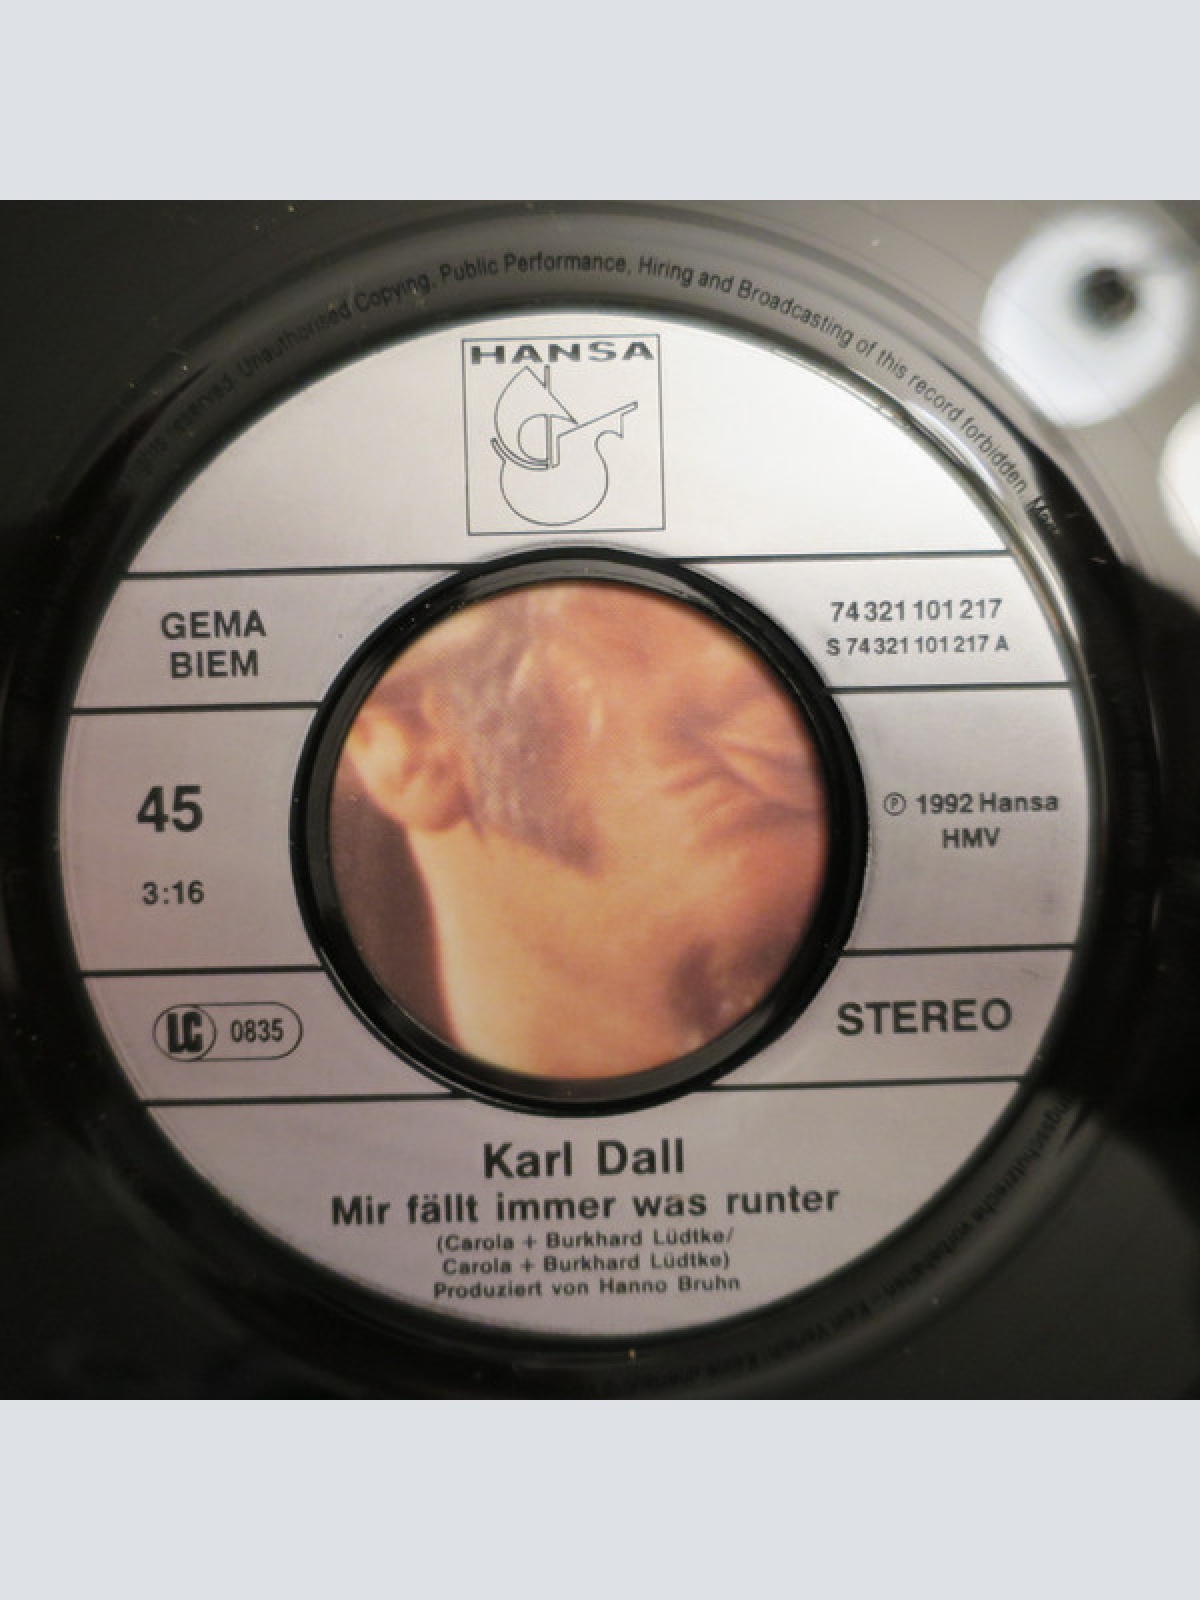 reserved. Unauthorised Copying, Public Performance, Hiring and Broadcasting of this record forbidden.
HANSA
GEMA
BIEM
74 321 101 217
S 74 321 101 217 A
45
3:16
℗ 1992 Hansa
HMV
LC 0835
STEREO
Karl Dall
Mir fällt immer was runter
(Carola + Burkhard Lüdtke/
Carola + Burkhard Lüdtke)
Produziert von Hanno Bruhn